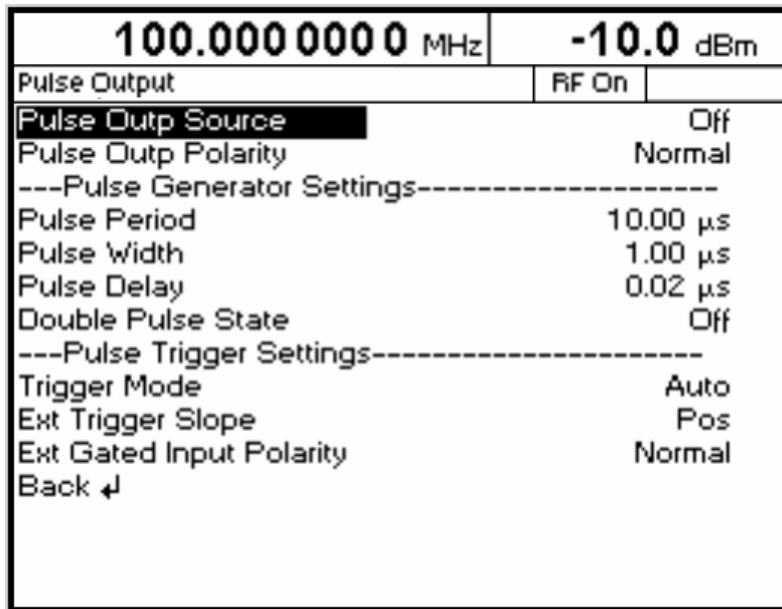 100.000 000 0 MHz -10.0 dBm
Pulse Output RF On
Pulse Outp Source Off
Pulse Outp Polarity Normal
---Pulse Generator Settings--------------------
Pulse Period 10.00 µs
Pulse Width 1.00 µs
Pulse Delay 0.02 µs
Double Pulse State Off
---Pulse Trigger Settings----------------------
Trigger Mode Auto
Ext Trigger Slope Pos
Ext Gated Input Polarity Normal
Back ↲